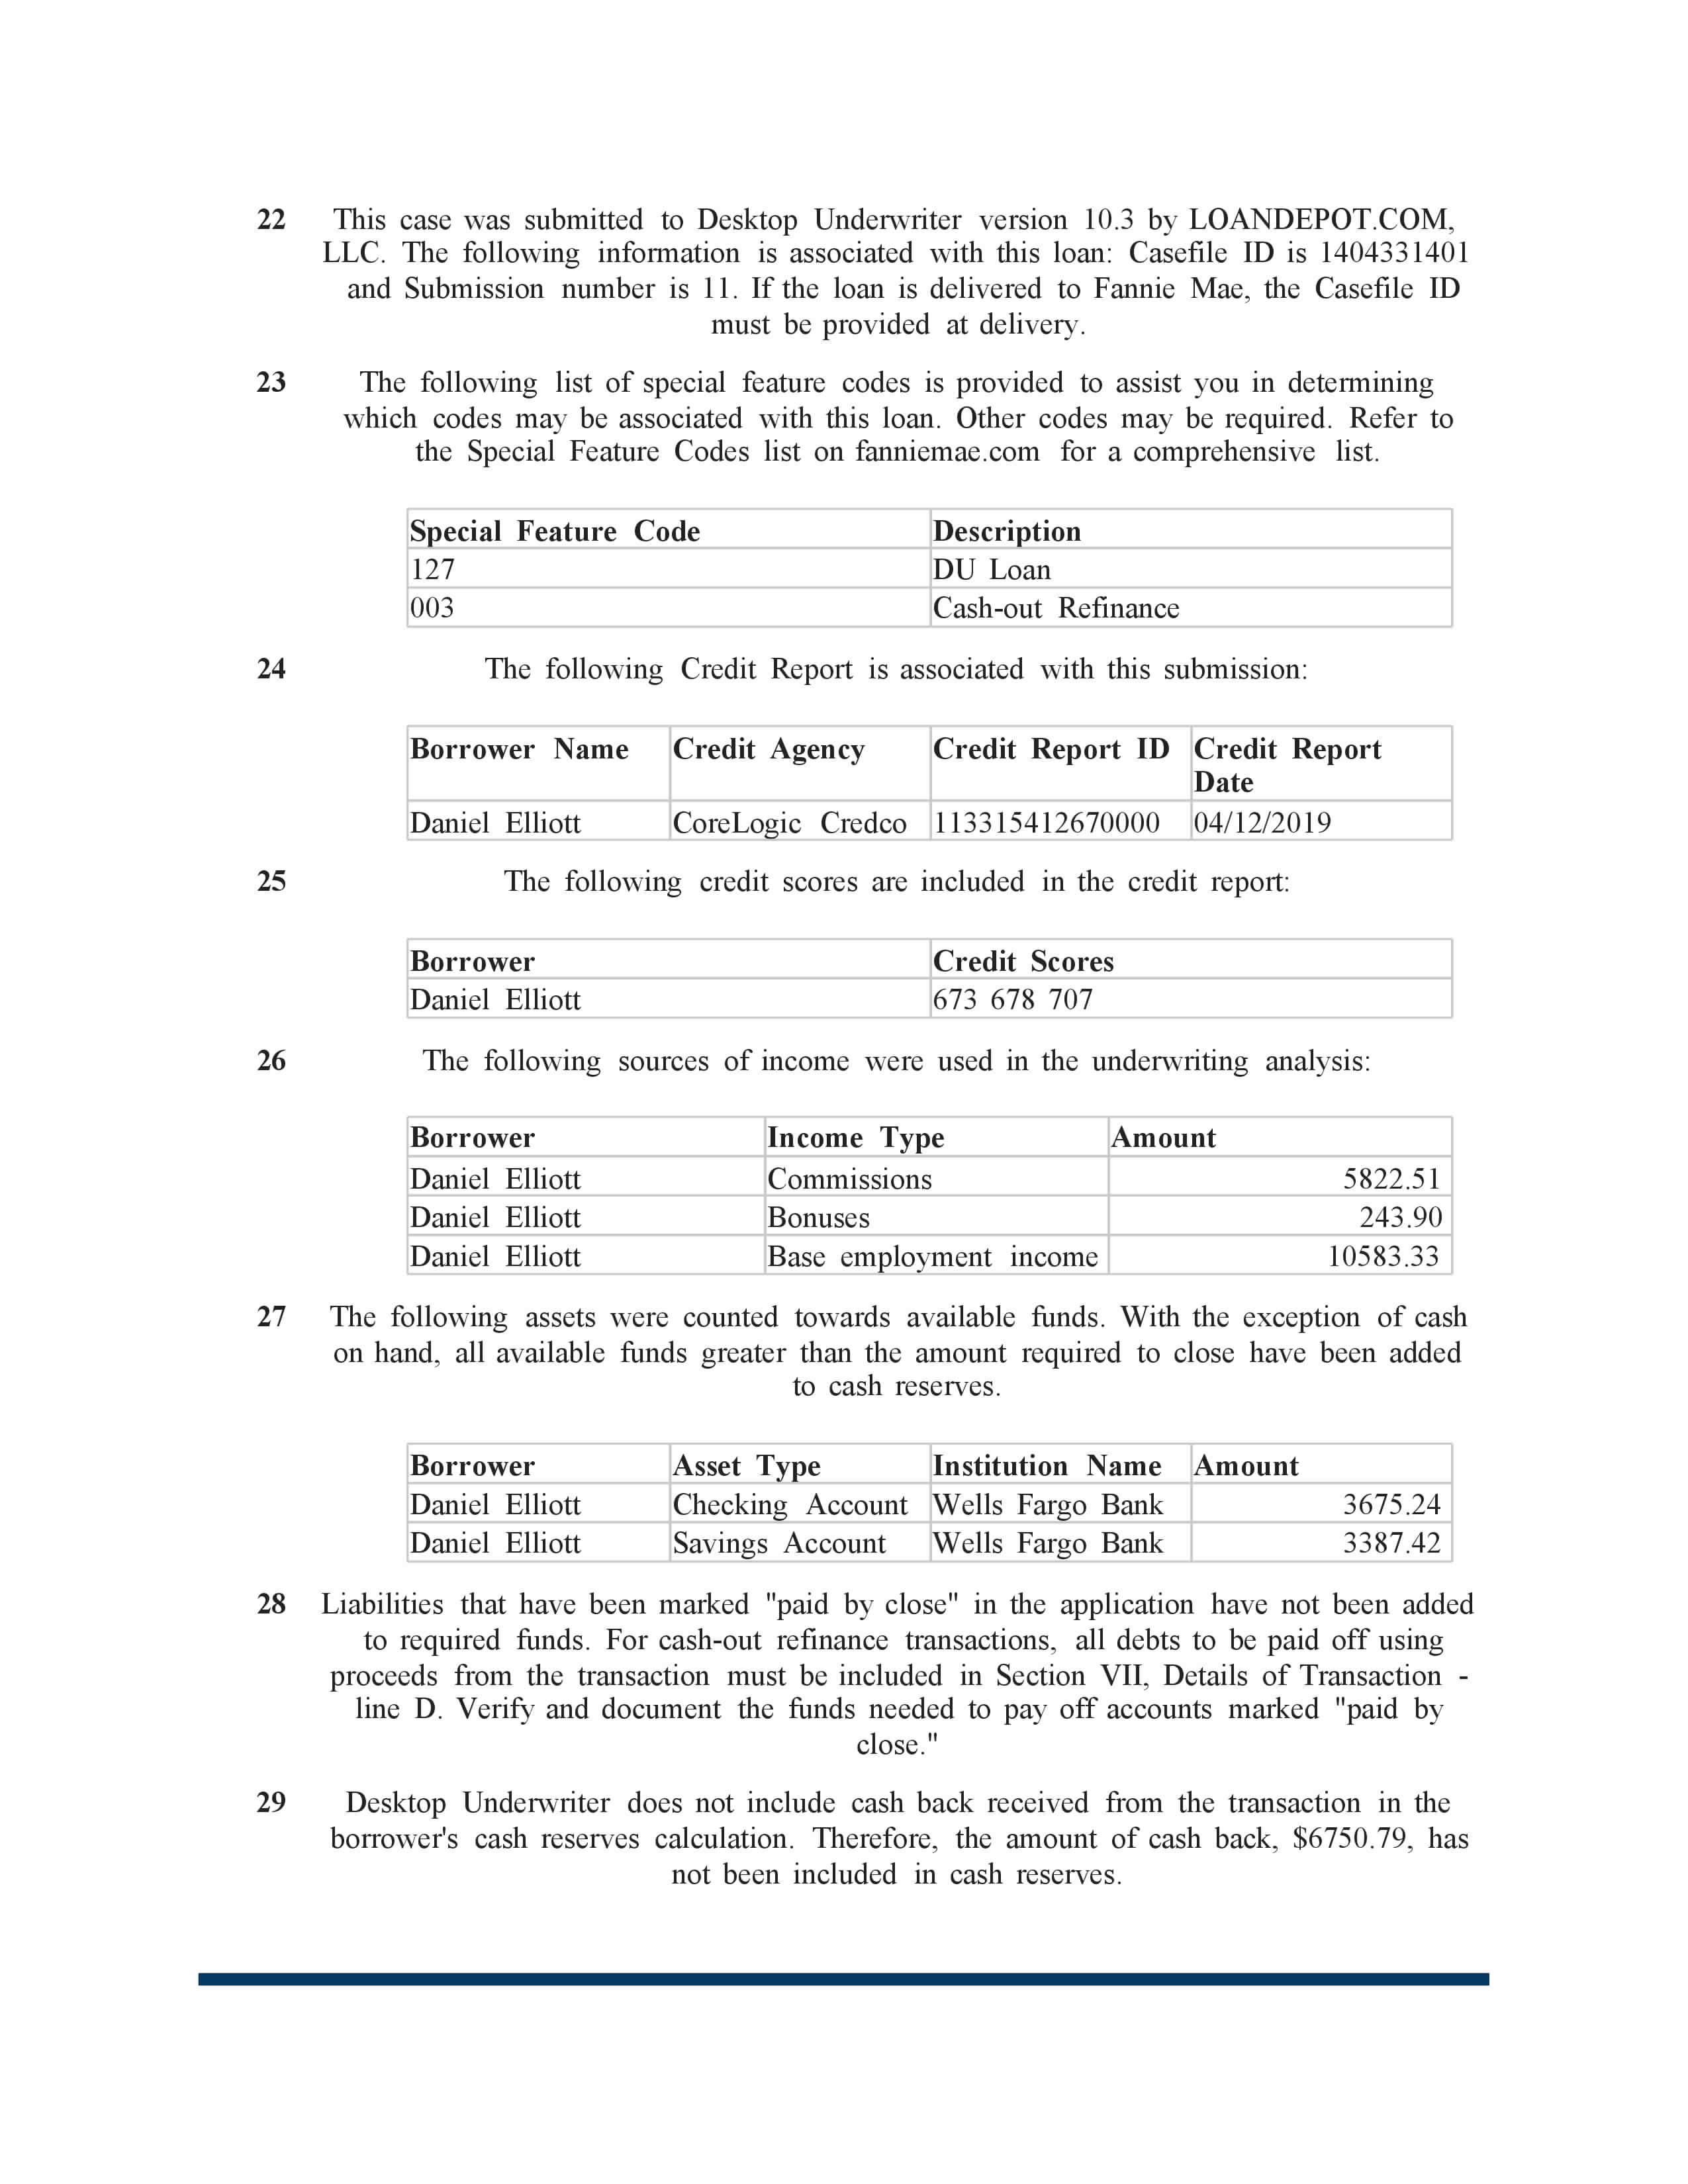 22 This case was submitted to Desktop Underwriter version 10.3 by LOANDEPOT.COM,
LLC. The following information is associated with this loan: Casefile ID is 1404331401
and Submission number is 11. If the loan is delivered to Fannie Mae, the Casefile ID
must be provided at delivery.
23 The following list of special feature codes is provided to assist you in determining
which codes may be associated with this loan. Other codes may be required. Refer to
the Special Feature Codes list on fanniemae.com for a comprehensive list.
Special Feature Code Description
127 DU Loan
003 Cash-out Refinance
24 The following Credit Report is associated with this submission:
Borrower Name Credit Agency Credit Report ID Credit Report
Date
Daniel Elliott CoreLogic Credco 113315412670000 04/12/2019
25 The following credit scores are included in the credit report:
Borrower Credit Scores
Daniel Elliott 673 678 707
26 The following sources of income were used in the underwriting analysis:
Borrower Income Type Amount
Daniel Elliott Commissions 5822.51
Daniel Elliott Bonuses 243.90
Daniel Elliott Base employment income 10583.33
27 The following assets were counted towards available funds. With the exception of cash
on hand, all available funds greater than the amount required to close have been added
to cash reserves.
Borrower Asset Type Institution Name Amount
Daniel Elliott Checking Account Wells Fargo Bank 3675.24
Daniel Elliott Savings Account Wells Fargo Bank 3387.42
28 Liabilities that have been marked "paid by close" in the application have not been added
to required funds. For cash-out refinance transactions, all debts to be paid off using
proceeds from the transaction must be included in Section VII, Details of Transaction -
line D. Verify and document the funds needed to pay off accounts marked "paid by
close."
29 Desktop Underwriter does not include cash back received from the transaction in the
borrower's cash reserves calculation. Therefore, the amount of cash back, $6750.79, has
not been included in cash reserves.